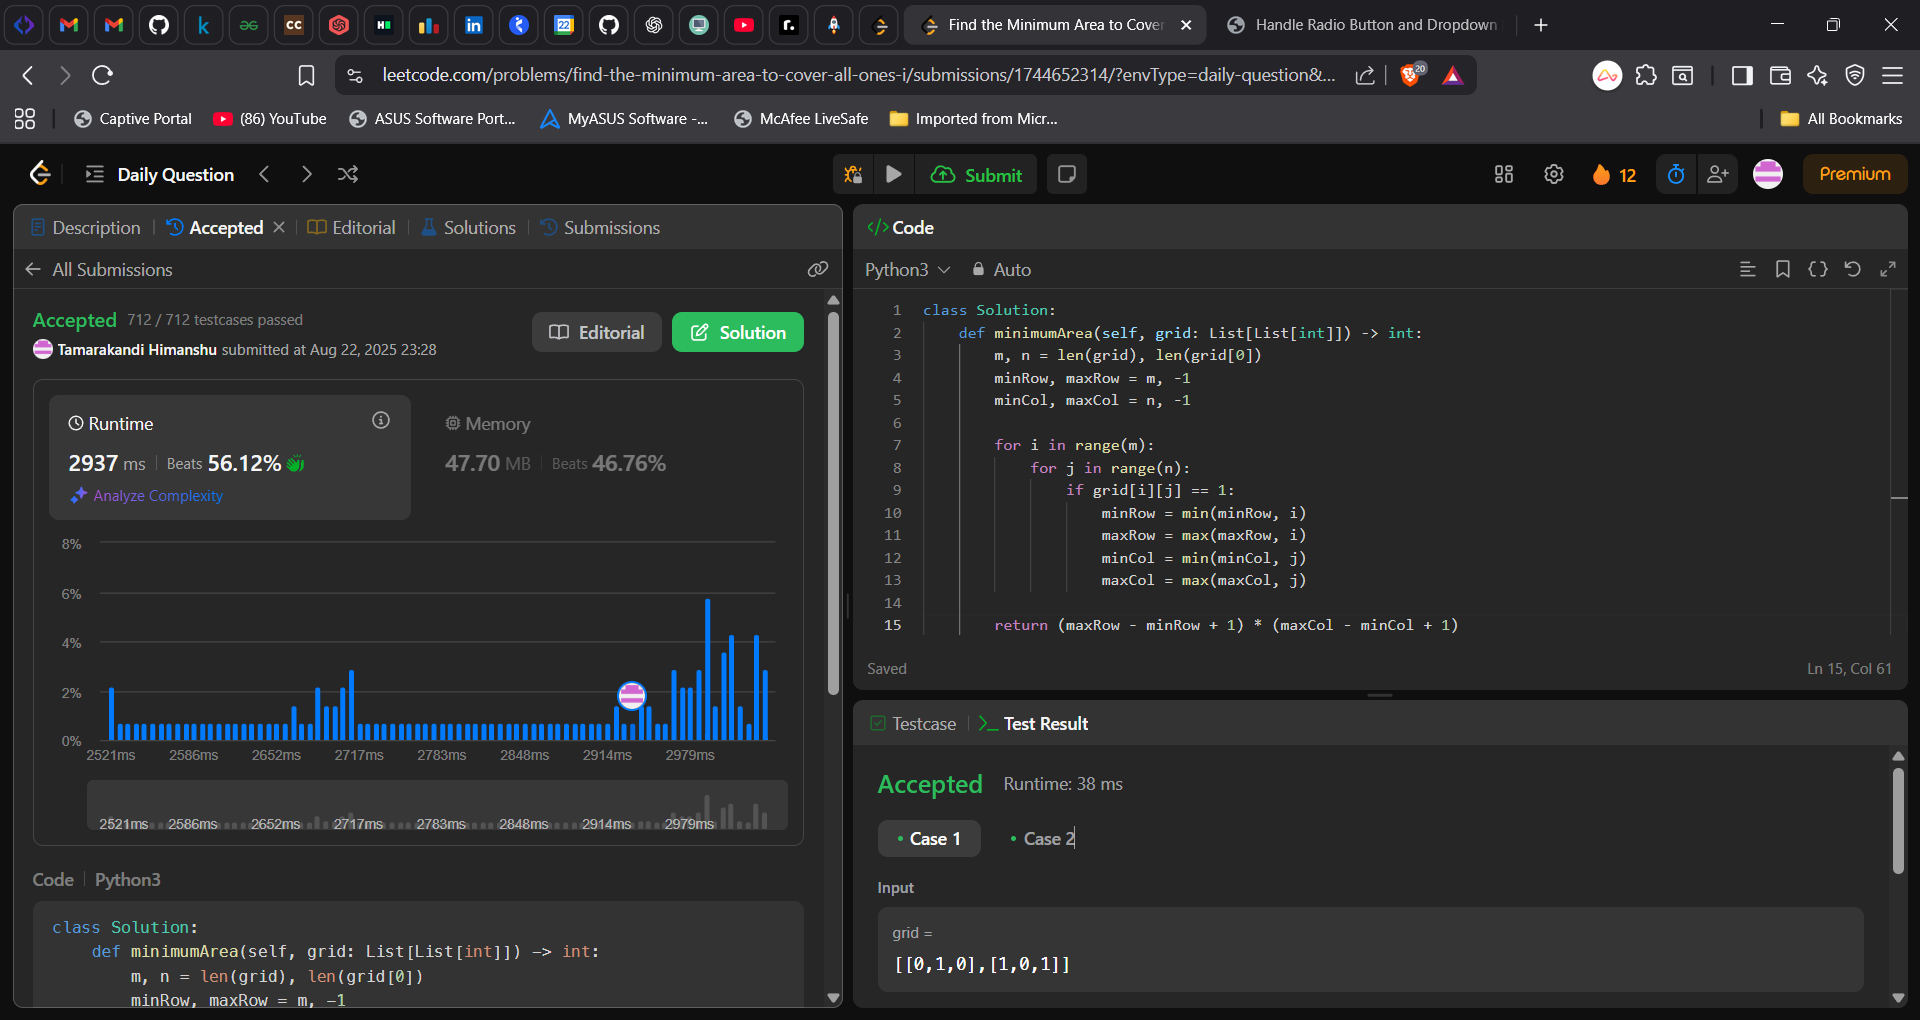 Find the Minimum Area to Cover
Handle Radio Button and Dropdown
leetcode.com/problems/find-the-minimum-area-to-cover-all-ones-i/submissions/1744652314/?envType=daily-question&...
20
Captive Portal
(86) YouTube
ASUS Software Port...
MyASUS Software -...
McAfee LiveSafe
Imported from Micr...
All Bookmarks
Daily Question
Submit
12
Premium
Description
Accepted
Editorial
Solutions
Submissions
All Submissions
Accepted 712 / 712 testcases passed
Tamarakandi Himanshu submitted at Aug 22, 2025 23:28
Editorial
Solution
Runtime
2937 ms Beats 56.12%
Analyze Complexity
Memory
47.70 MB Beats 46.76%
8%
6%
4%
2%
0%
2521ms 2586ms 2652ms 2717ms 2783ms 2848ms 2914ms 2979ms
2521ms 2586ms 2652ms 2717ms 2783ms 2848ms 2914ms 2979ms
Code Python3
class Solution:
def minimumArea(self, grid: List[List[int]]) -> int:
m, n = len(grid), len(grid[0])
minRow, maxRow = m, -1
</> Code
Python3 Auto
1 class Solution:
2 def minimumArea(self, grid: List[List[int]]) -> int:
3 m, n = len(grid), len(grid[0])
4 minRow, maxRow = m, -1
5 minCol, maxCol = n, -1
6
7 for i in range(m):
8 for j in range(n):
9 if grid[i][j] == 1:
10 minRow = min(minRow, i)
11 maxRow = max(maxRow, i)
12 minCol = min(minCol, j)
13 maxCol = max(maxCol, j)
14
15 return (maxRow - minRow + 1) * (maxCol - minCol + 1)
Saved
Ln 15, Col 61
Testcase
>_ Test Result
Accepted Runtime: 38 ms
• Case 1
• Case 2
Input
grid =
[[0,1,0],[1,0,1]]